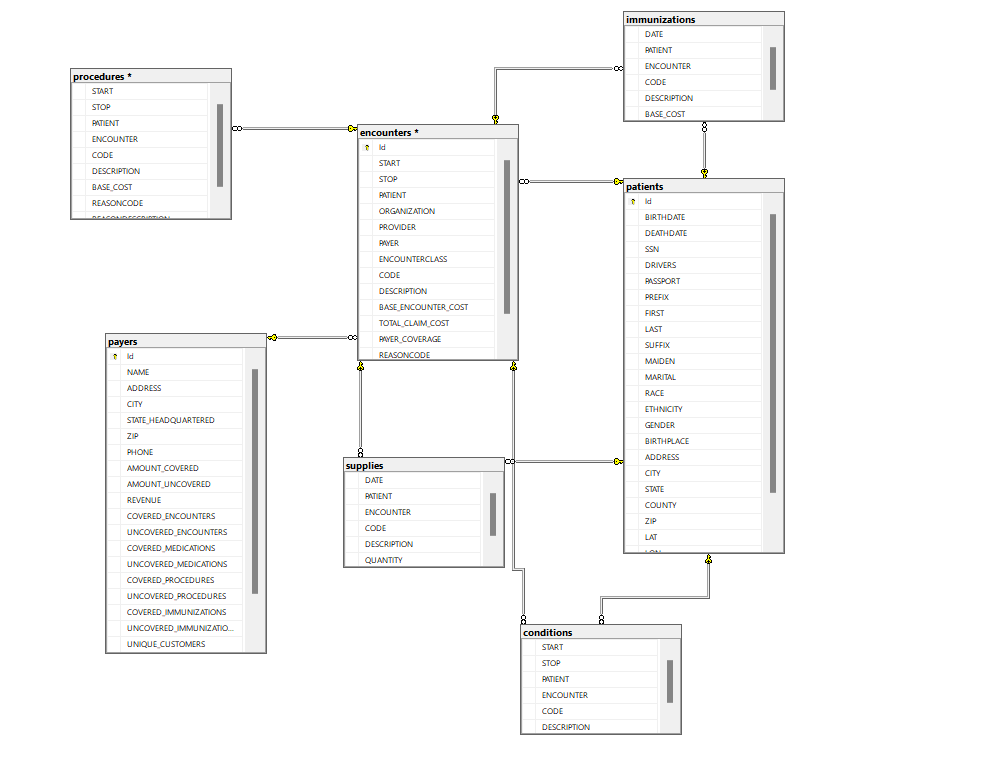 immunizations
DATE
PATIENT
ENCOUNTER
CODE
DESCRIPTION
BASE_COST
procedures *
START
STOP
PATIENT
ENCOUNTER
CODE
DESCRIPTION
BASE_COST
REASONCODE
REASONDESCRIPTION
encounters *
Id
START
STOP
PATIENT
ORGANIZATION
PROVIDER
PAYER
ENCOUNTERCLASS
CODE
DESCRIPTION
BASE_ENCOUNTER_COST
TOTAL_CLAIM_COST
PAYER_COVERAGE
REASONCODE
patients
Id
BIRTHDATE
DEATHDATE
SSN
DRIVERS
PASSPORT
PREFIX
FIRST
LAST
SUFFIX
MAIDEN
MARITAL
RACE
ETHNICITY
GENDER
BIRTHPLACE
ADDRESS
CITY
STATE
COUNTY
ZIP
LAT
LON
payers
Id
NAME
ADDRESS
CITY
STATE_HEADQUARTERED
ZIP
PHONE
AMOUNT_COVERED
AMOUNT_UNCOVERED
REVENUE
COVERED_ENCOUNTERS
UNCOVERED_ENCOUNTERS
COVERED_MEDICATIONS
UNCOVERED_MEDICATIONS
COVERED_PROCEDURES
UNCOVERED_PROCEDURES
COVERED_IMMUNIZATIONS
UNCOVERED_IMMUNIZATIO...
UNIQUE_CUSTOMERS
supplies
DATE
PATIENT
ENCOUNTER
CODE
DESCRIPTION
QUANTITY
conditions
START
STOP
PATIENT
ENCOUNTER
CODE
DESCRIPTION